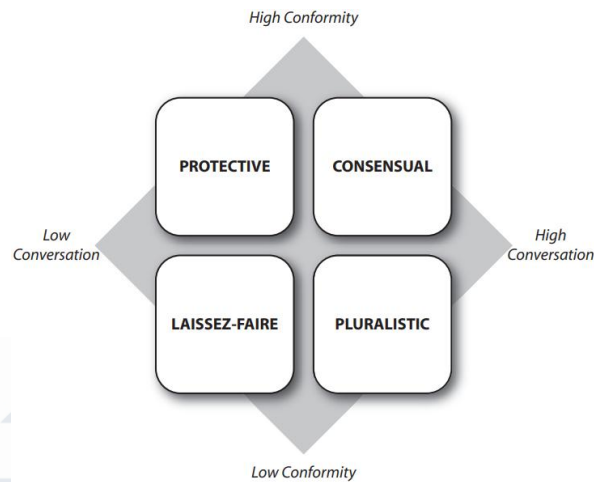 High Conformity
PROTECTIVE
CONSENSUAL
Low
Conversation
High
Conversation
LAISSEZ-FAIRE
PLURALISTIC
Low Conformity